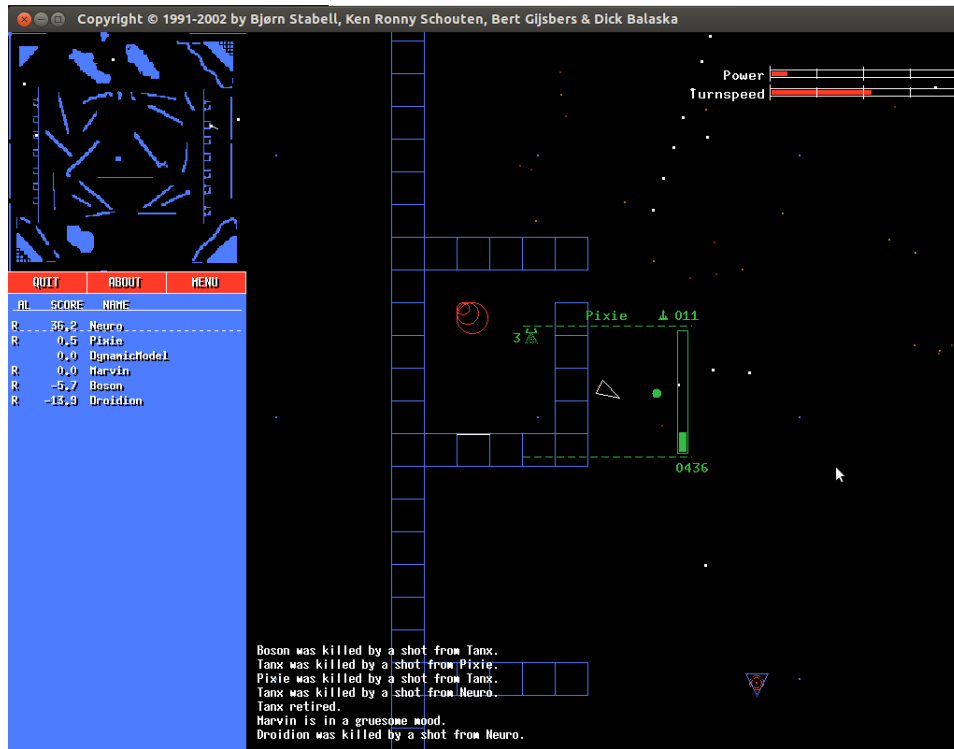 Copyright © 1991-2002 by Bjørn Stabell, Ken Ronny Schouten, Bert Gijsbers & Dick Balaska
Power
Turnspeed
QUIT ABOUT MENU
AL SCORE NAME
R 36.2 Neuro
R 0.5 Pixie
0.0 DynamicModel
R 0.0 Marvin
R -5.7 Boson
R -13.9 Droidion
Pixie 011
3
0436
Boson was killed by a shot from Tanx.
Tanx was killed by a shot from Pixie.
Pixie was killed by a shot from Tanx.
Tanx was killed by a shot from Neuro.
Tanx retired.
Marvin is in a gruesome mood.
Droidion was killed by a shot from Neuro.